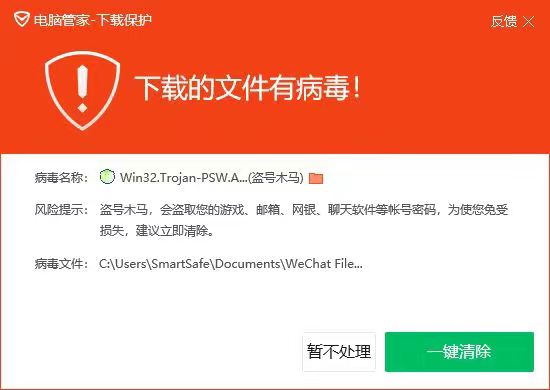 电脑管家-下载保护
反馈
下载的文件有病毒!
病毒名称: Win32.Trojan-PSW.A...(盗号木马)
风险提示: 盗号木马，会盗取您的游戏、邮箱、网银、聊天软件等帐号密码，为使您免受
损失，建议立即清除。
病毒文件: C:\Users\SmartSafe\Documents\WeChat File...
暂不处理
一键清除